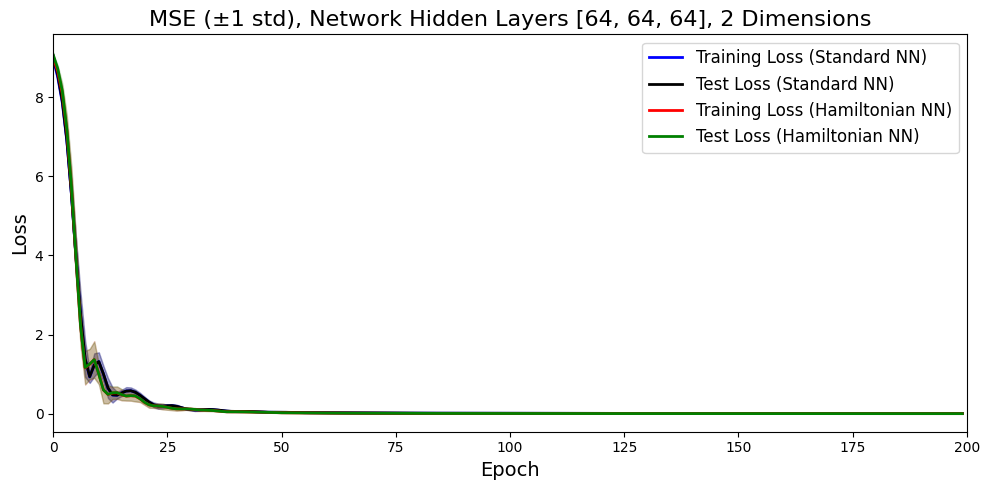 MSE (±1 std), Network Hidden Layers [64, 64, 64], 2 Dimensions
Training Loss (Standard NN)
Test Loss (Standard NN)
Training Loss (Hamiltonian NN)
Test Loss (Hamiltonian NN)
Loss
8
6
4
2
0
0 25 50 75 100 125 150 175 200
Epoch